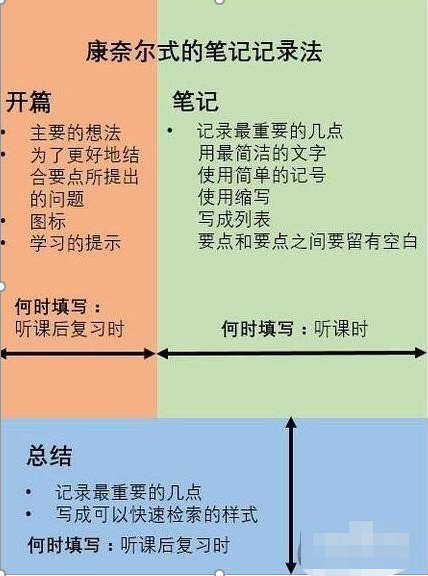 康奈尔式的笔记记录法
开篇
• 主要的想法
• 为了更好地结
合要点所提出
的问题
• 图标
• 学习的提示
何时填写：
听课后复习时
笔记
• 记录最重要的几点
用最简洁的文字
使用简单的记号
使用缩写
写成列表
要点和要点之间要留有空白
何时填写：听课时
总结
• 记录最重要的几点
• 写成可以快速检索的样式
何时填写：听课后复习时